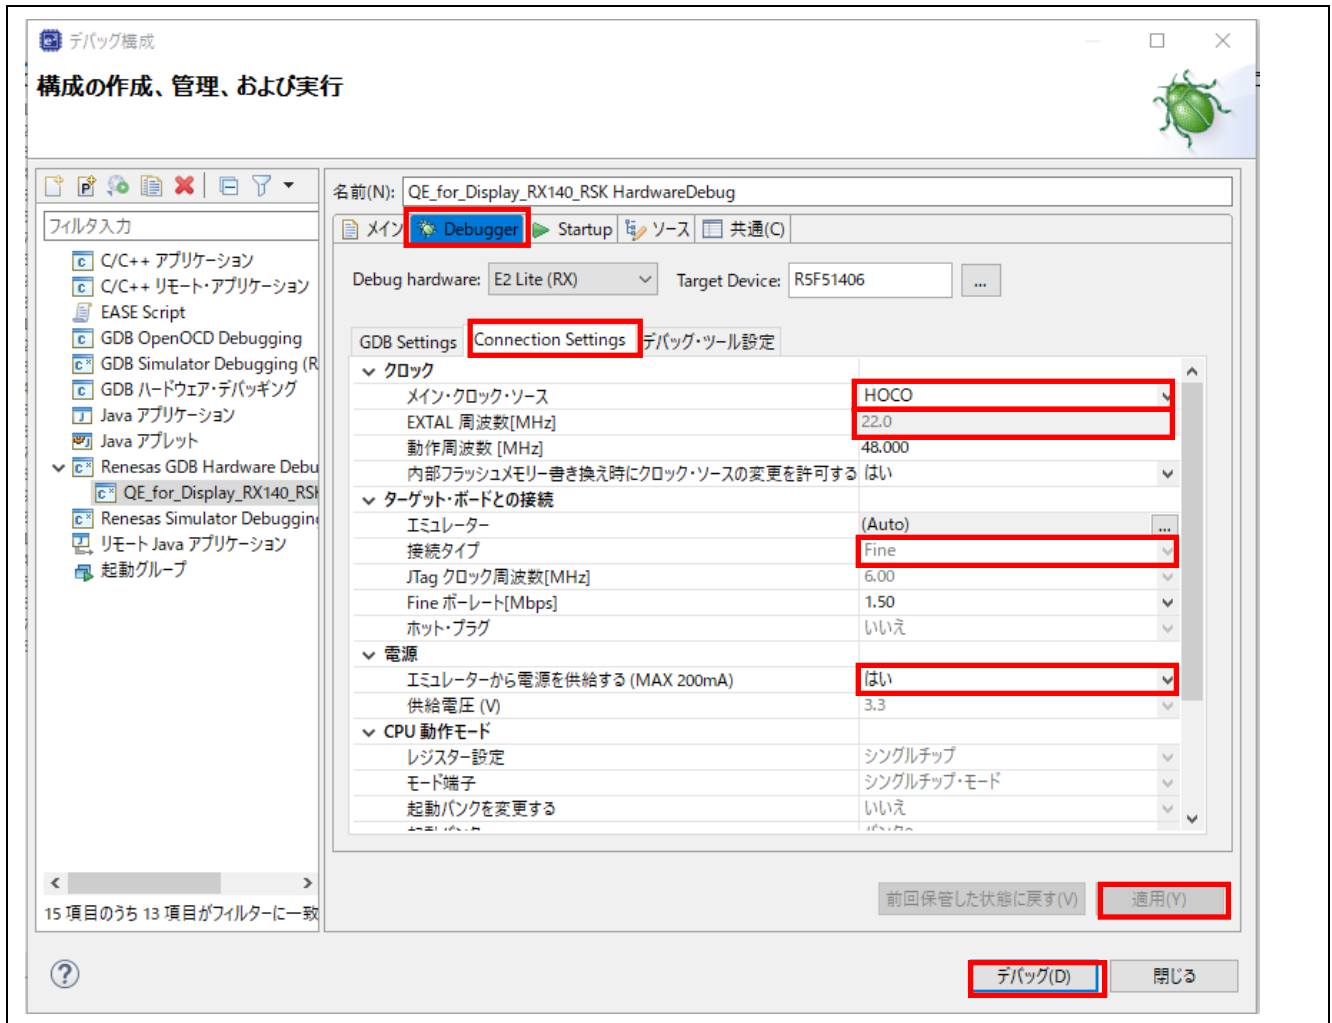 デバッグ構成
構成の作成、管理、および実行
フィルタ入力
C/C++ アプリケーション
C/C++ リモート・アプリケーション
EASE Script
GDB OpenOCD Debugging
GDB Simulator Debugging (R
GDB ハードウェア・デバッギング
Java アプリケーション
Java アプレット
Renesas GDB Hardware Debu
QE_for_Display_RX140_RSK
Renesas Simulator Debugging
リモート Java アプリケーション
起動グループ
15 項目のうち 13 項目がフィルターに一致
名前(N): QE_for_Display_RX140_RSK HardwareDebug
メイン Debugger Startup ソース 共通(C)
Debug hardware: E2 Lite (RX) Target Device: R5F51406 ...
GDB Settings Connection Settings デバッグ・ツール設定
クロック
メイン・クロック・ソース HOCO
EXTAL 周波数[MHz] 22.0
動作周波数 [MHz] 48.000
内部フラッシュメモリー書き換え時にクロック・ソースの変更を許可する はい
ターゲット・ボードとの接続
エミュレーター (Auto) ...
接続タイプ Fine
JTag クロック周波数[MHz] 6.00
Fine ボーレート[Mbps] 1.50
ホット・プラグ いいえ
電源
エミュレーターから電源を供給する (MAX 200mA) はい
供給電圧 (V) 3.3
CPU 動作モード
レジスター設定 シングルチップ
モード端子 シングルチップ・モード
起動バンクを変更する いいえ
前回保管した状態に戻す(V) 適用(Y)
デバッグ(D) 閉じる